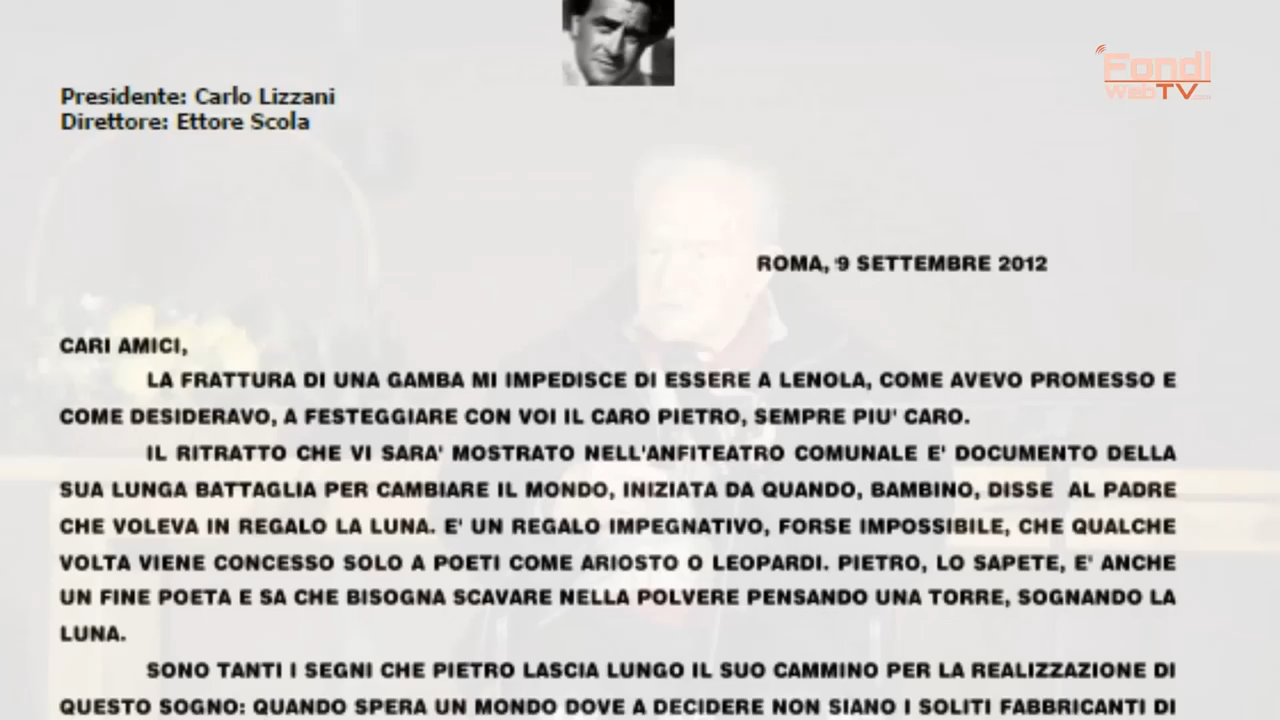 Fondi
WebTV.com
Presidente: Carlo Lizzani
Direttore: Ettore Scola
ROMA, 9 SETTEMBRE 2012
CARI AMICI,
LA FRATTURA DI UNA GAMBA MI IMPEDISCE DI ESSERE A LENOLA, COME AVEVO PROMESSO E
COME DESIDERAVO, A FESTEGGIARE CON VOI IL CARO PIETRO, SEMPRE PIU' CARO.
IL RITRATTO CHE VI SARA' MOSTRATO NELL'ANFITEATRO COMUNALE E' DOCUMENTO DELLA
SUA LUNGA BATTAGLIA PER CAMBIARE IL MONDO, INIZIATA DA QUANDO, BAMBINO, DISSE AL PADRE
CHE VOLEVA IN REGALO LA LUNA. E' UN REGALO IMPEGNATIVO, FORSE IMPOSSIBILE, CHE QUALCHE
VOLTA VIENE CONCESSO SOLO A POETI COME ARIOSTO O LEOPARDI. PIETRO, LO SAPETE, E' ANCHE
UN FINE POETA E SA CHE BISOGNA SCAVARE NELLA POLVERE PENSANDO UNA TORRE, SOGNANDO LA
LUNA.
SONO TANTI I SEGNI CHE PIETRO LASCIA LUNGO IL SUO CAMMINO PER LA REALIZZAZIONE DI
QUESTO SOGNO: QUANDO SPERA UN MONDO DOVE A DECIDERE NON SIANO I SOLITI FABBRICANTI DI